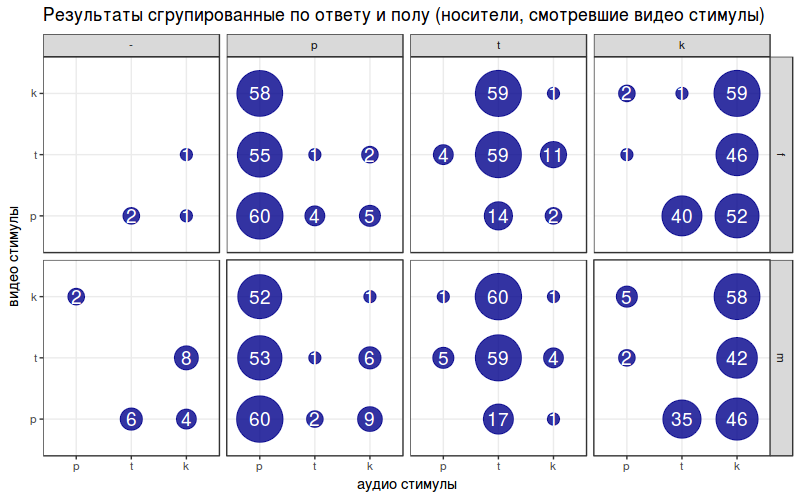 Результаты сгрупированные по ответу и полу (носители, смотревшие видео стимулы)
- p t k
k 58 59 1 2 1 59
t 1 55 1 2 4 59 11 1 46
p 2 1 60 4 5 14 2 40 52
f
k 2 52 1 1 60 1 5 58
t 8 53 1 6 5 59 4 2 42
p 6 4 60 2 9 17 1 35 46
m
p t k p t k p t k p t k
аудио стимулы
видео стимулы